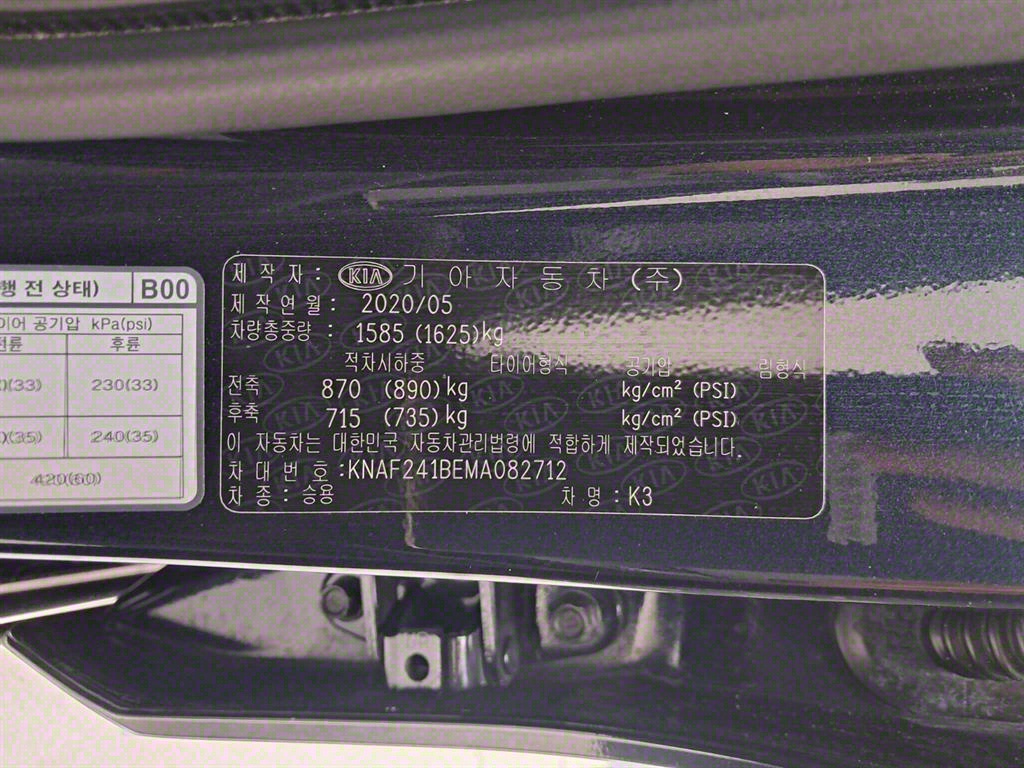 행 전 상태) B00
이어 공기압 kPa(psi)
전륜 후륜
(33) 230(33)
(35) 240(35)
420(60)
제 작 자 : KIA 기 아 자 동 차 (주)
제 작 연 월 : 2020/05
차량총중량 : 1585 (1625)kg
적차시하중 타이어형식 공기압 림형식
전축 870 (890)kg kg/cm² (PSI)
후축 715 (735)kg kg/cm² (PSI)
이 자동차는 대한민국 자동차관리법령에 적합하게 제작되었습니다.
차 대 번 호 :KNAF241BEMA082712
차 종 : 승용 차 명 : K3